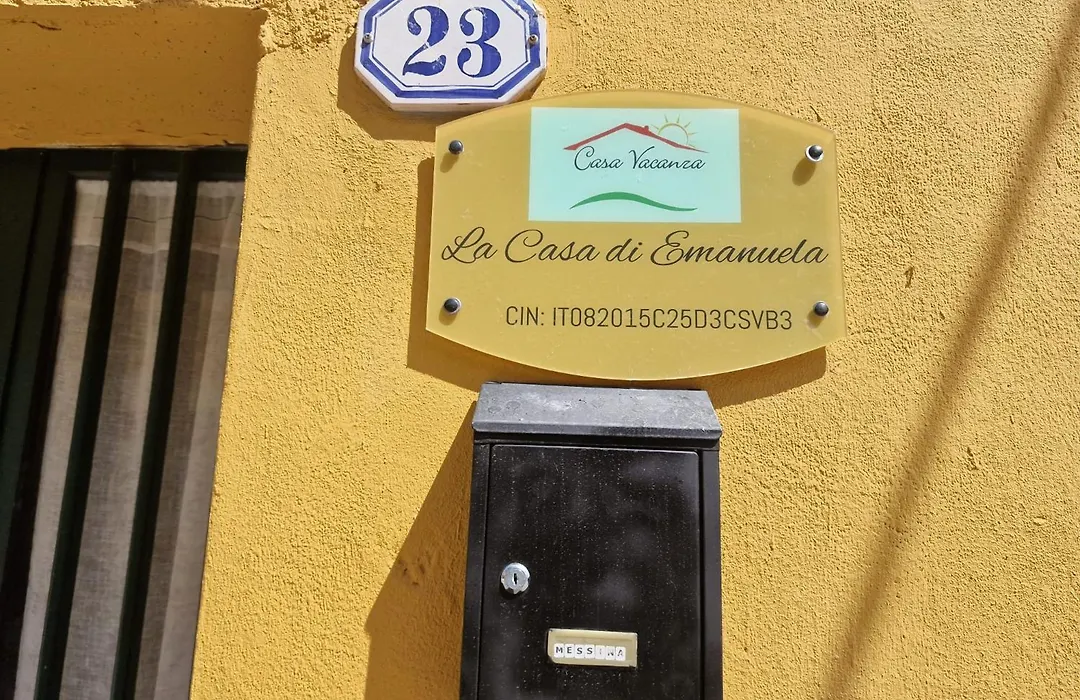 23
Casa Vacanza
La Casa di Emanuela
CIN: IT082015C25D3CSVB3
MESSINA